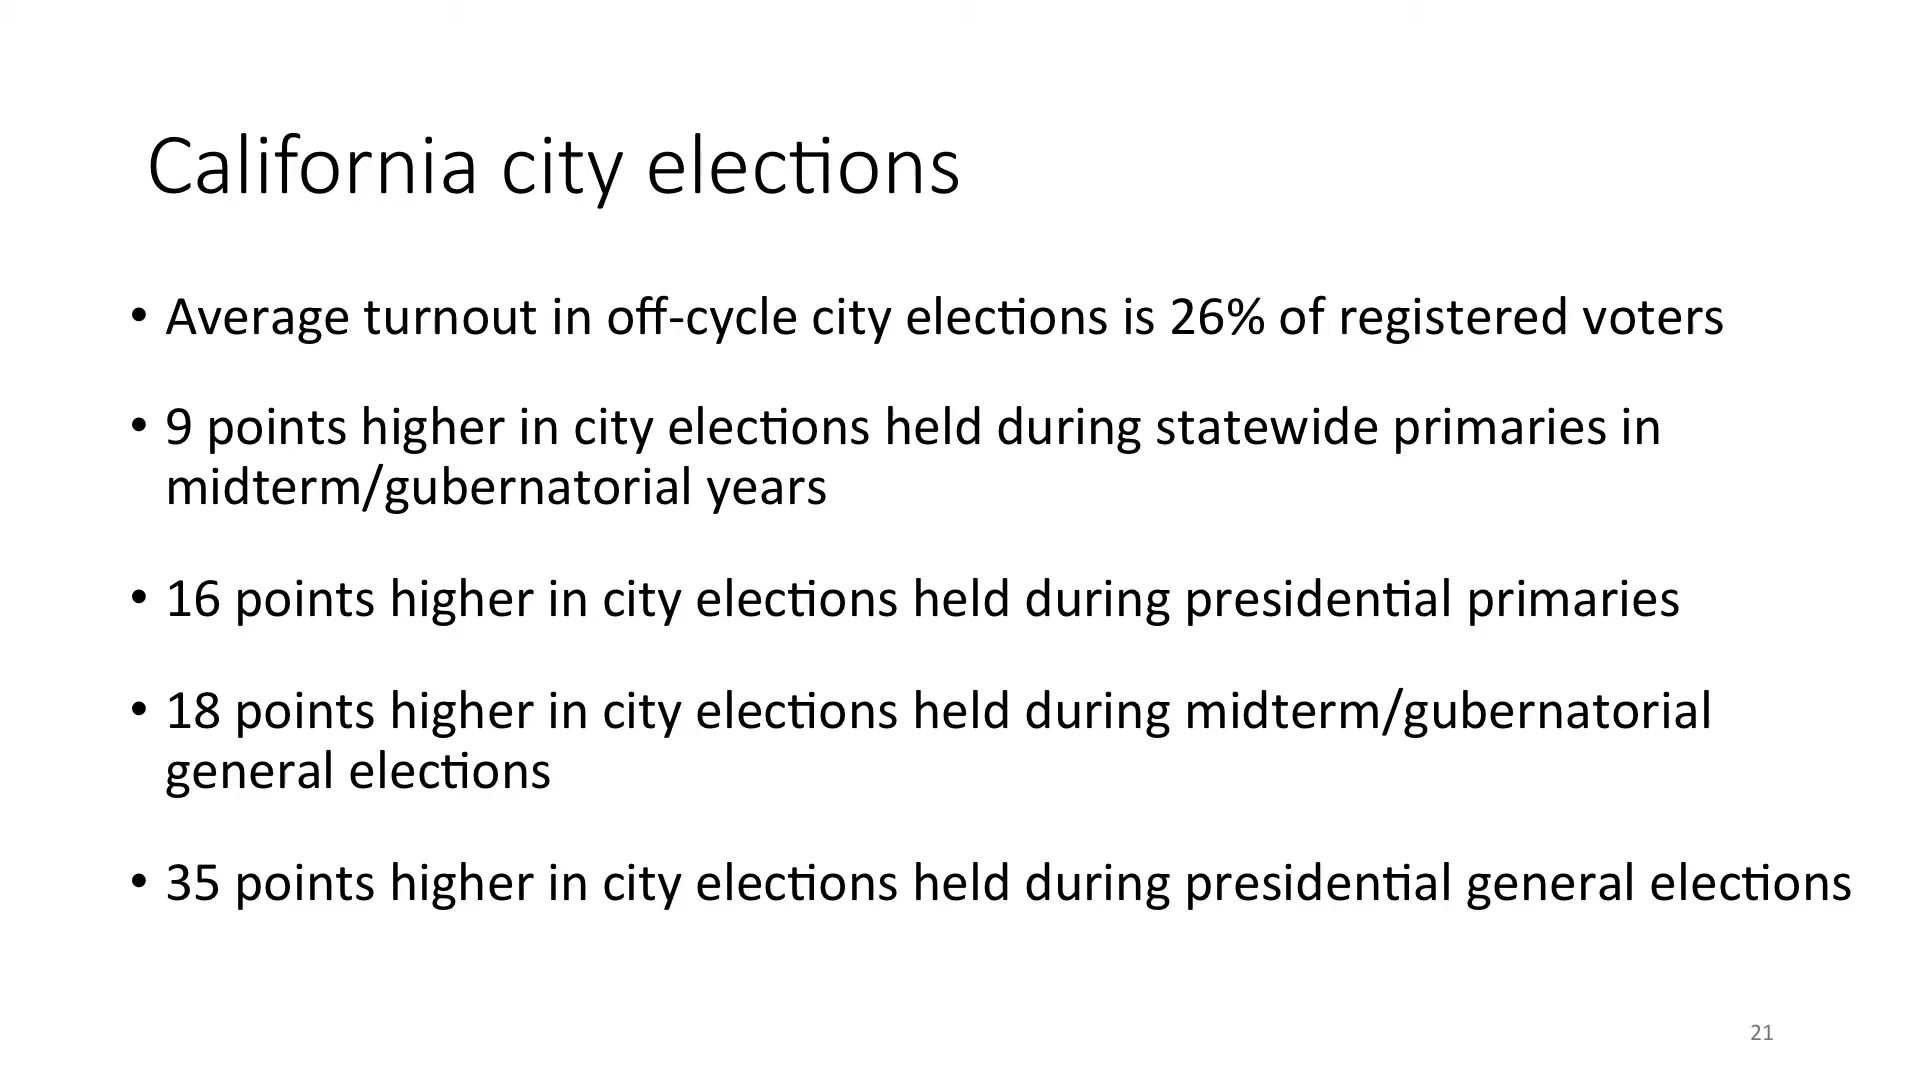 California city elections
• Average turnout in off-cycle city elections is 26% of registered voters
• 9 points higher in city elections held during statewide primaries in
midterm/gubernatorial years
• 16 points higher in city elections held during presidential primaries
• 18 points higher in city elections held during midterm/gubernatorial
general elections
• 35 points higher in city elections held during presidential general elections
21